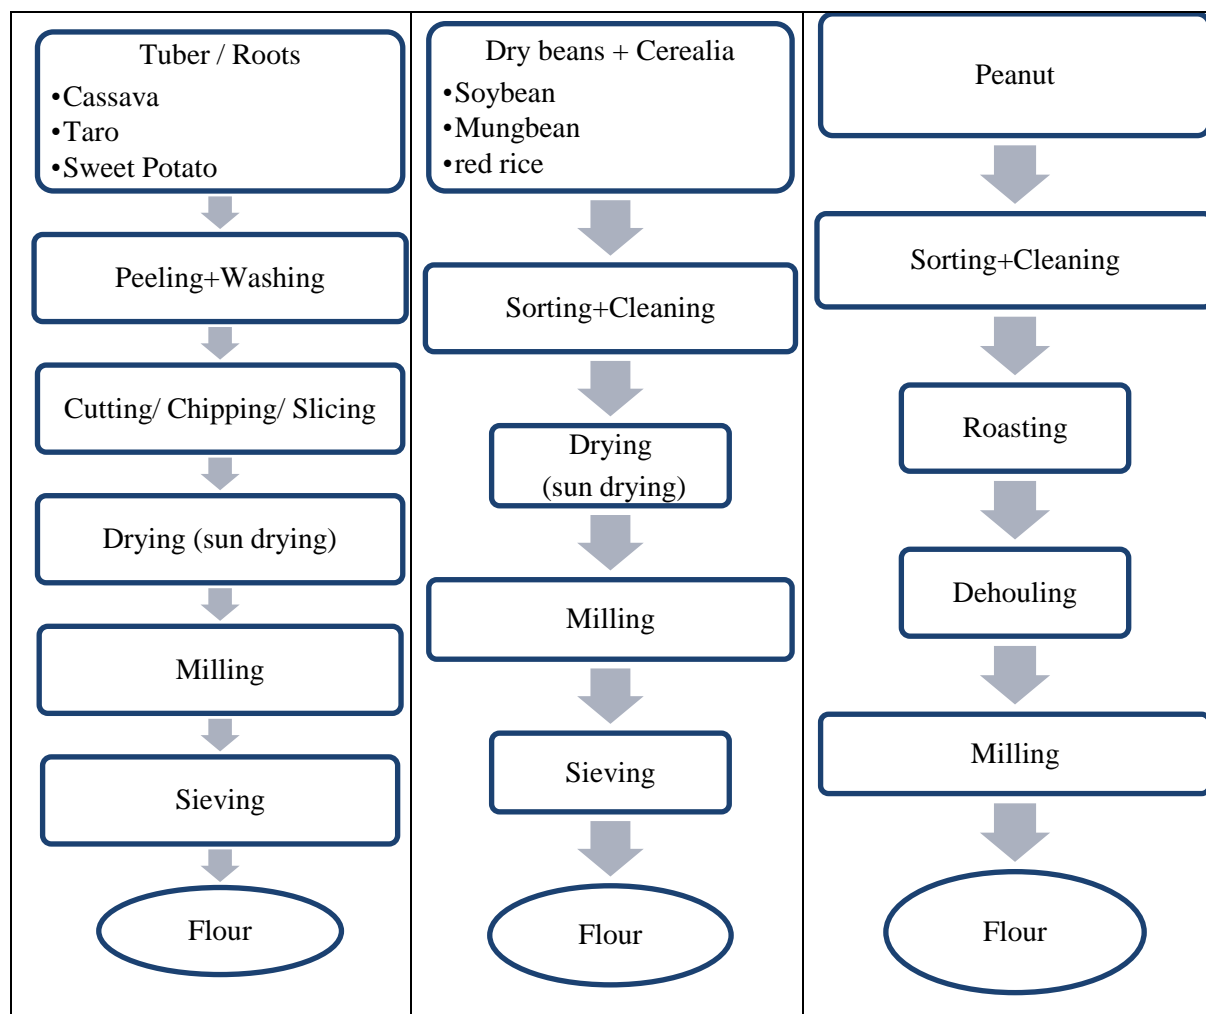 Tuber / Roots
•Cassava
•Taro
•Sweet Potato
Peeling+Washing
Cutting/ Chipping/ Slicing
Drying (sun drying)
Milling
Sieving
Flour
Dry beans + Cerealia
•Soybean
•Mungbean
•red rice
Sorting+Cleaning
Drying
(sun drying)
Milling
Sieving
Flour
Peanut
Sorting+Cleaning
Roasting
Dehouling
Milling
Flour